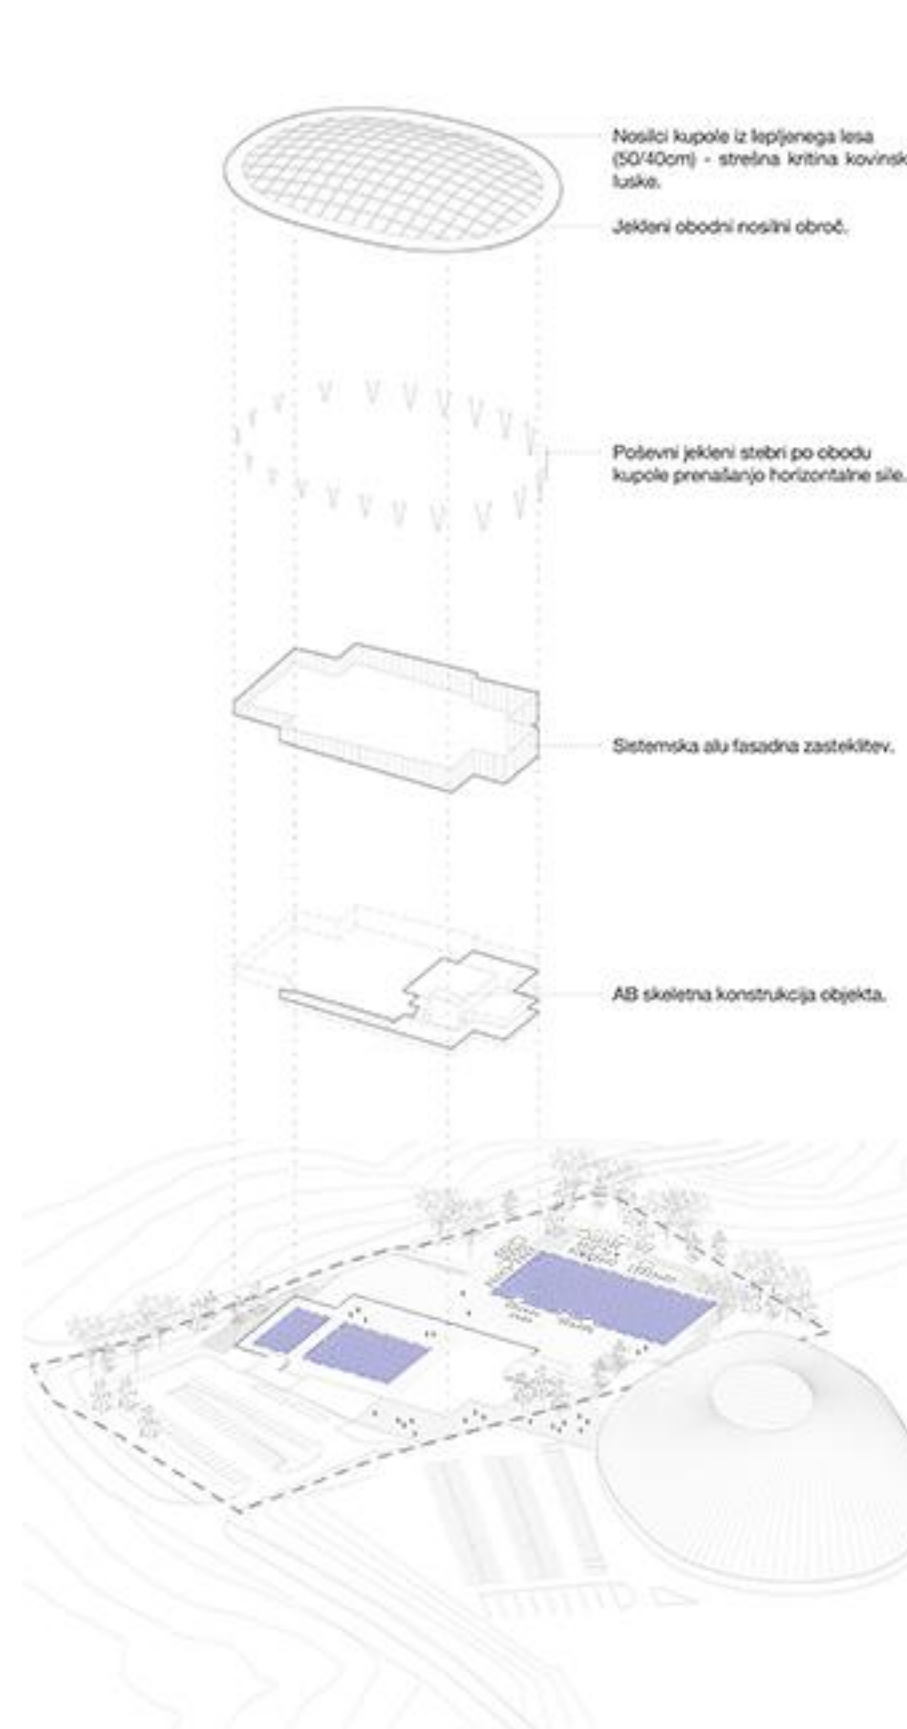 Nosilci kupole iz lepljenega lesa
(50/40cm) - strešna kritina kovinsk
luske.
Jekleni obodni nosilni obroč.
Poševni jekleni stebri po obodu
kupole prenašanjo horizontalne sile.
Sistemska alu fasadna zasteklitev.
AB skeletna konstrukcija objekta.